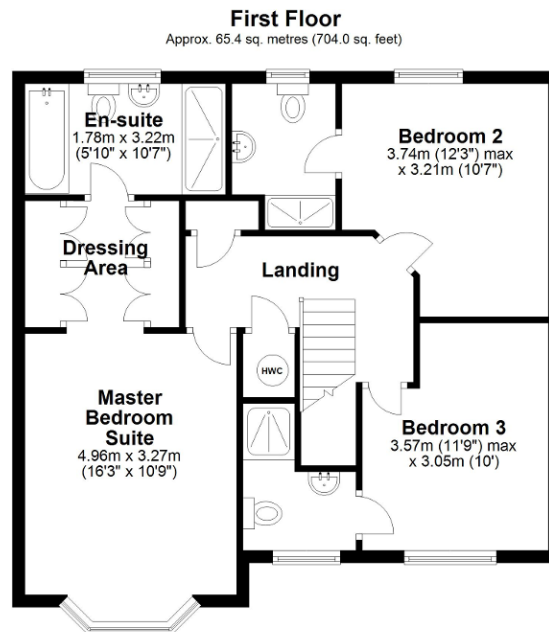 First Floor
Approx. 65.4 sq. metres (704.0 sq. feet)
En-suite
1.78m x 3.22m
(5'10" x 10'7")
Bedroom 2
3.74m (12'3") max
x 3.21m (10'7")
Dressing
Area
Landing
HWC
Master
Bedroom
Suite
4.96m x 3.27m
(16'3" x 10'9")
Bedroom 3
3.57m (11'9") max
x 3.05m (10')